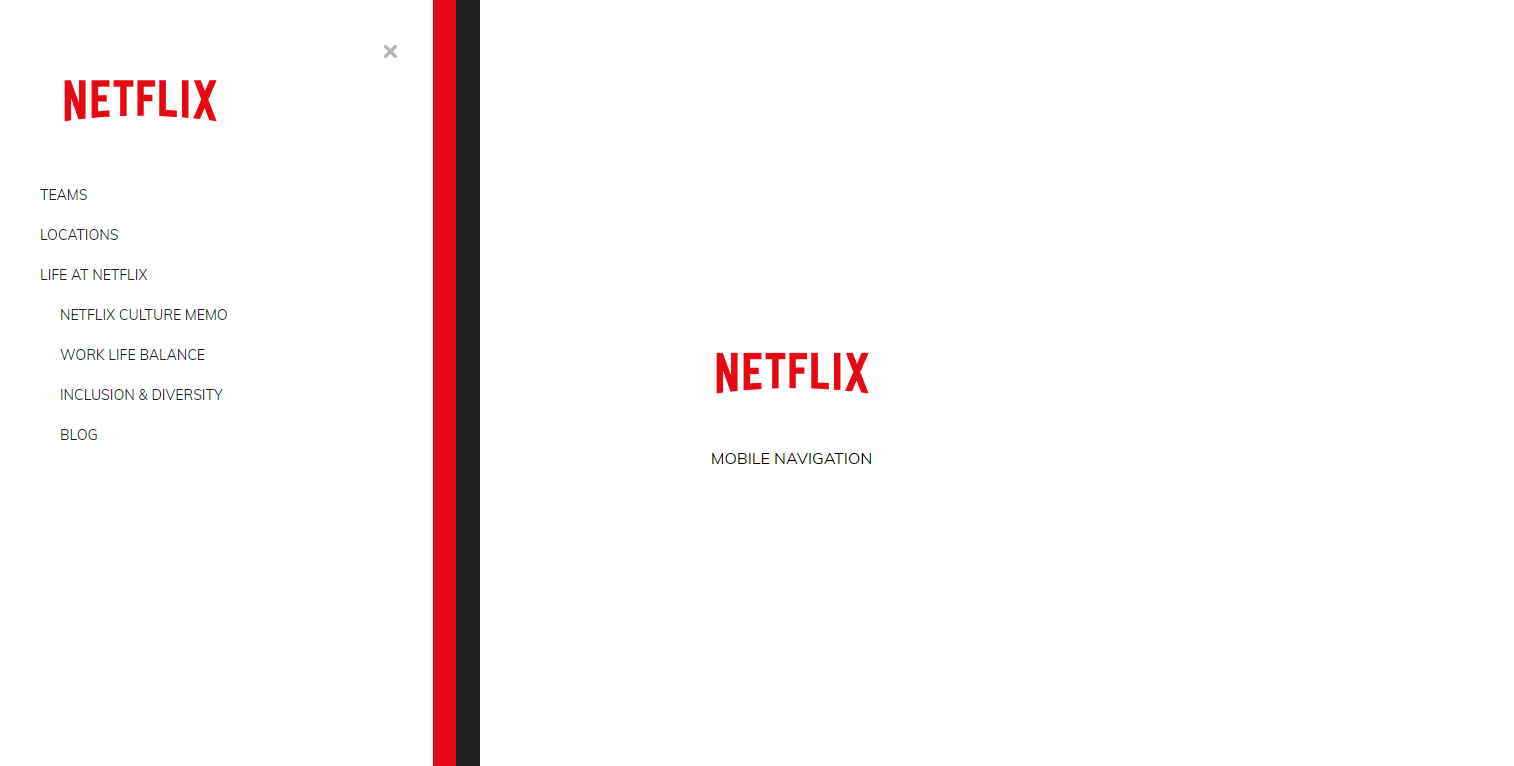 NETFLIX
TEAMS
LOCATIONS
LIFE AT NETFLIX
NETFLIX CULTURE MEMO
WORK LIFE BALANCE
INCLUSION & DIVERSITY
BLOG
NETFLIX
MOBILE NAVIGATION